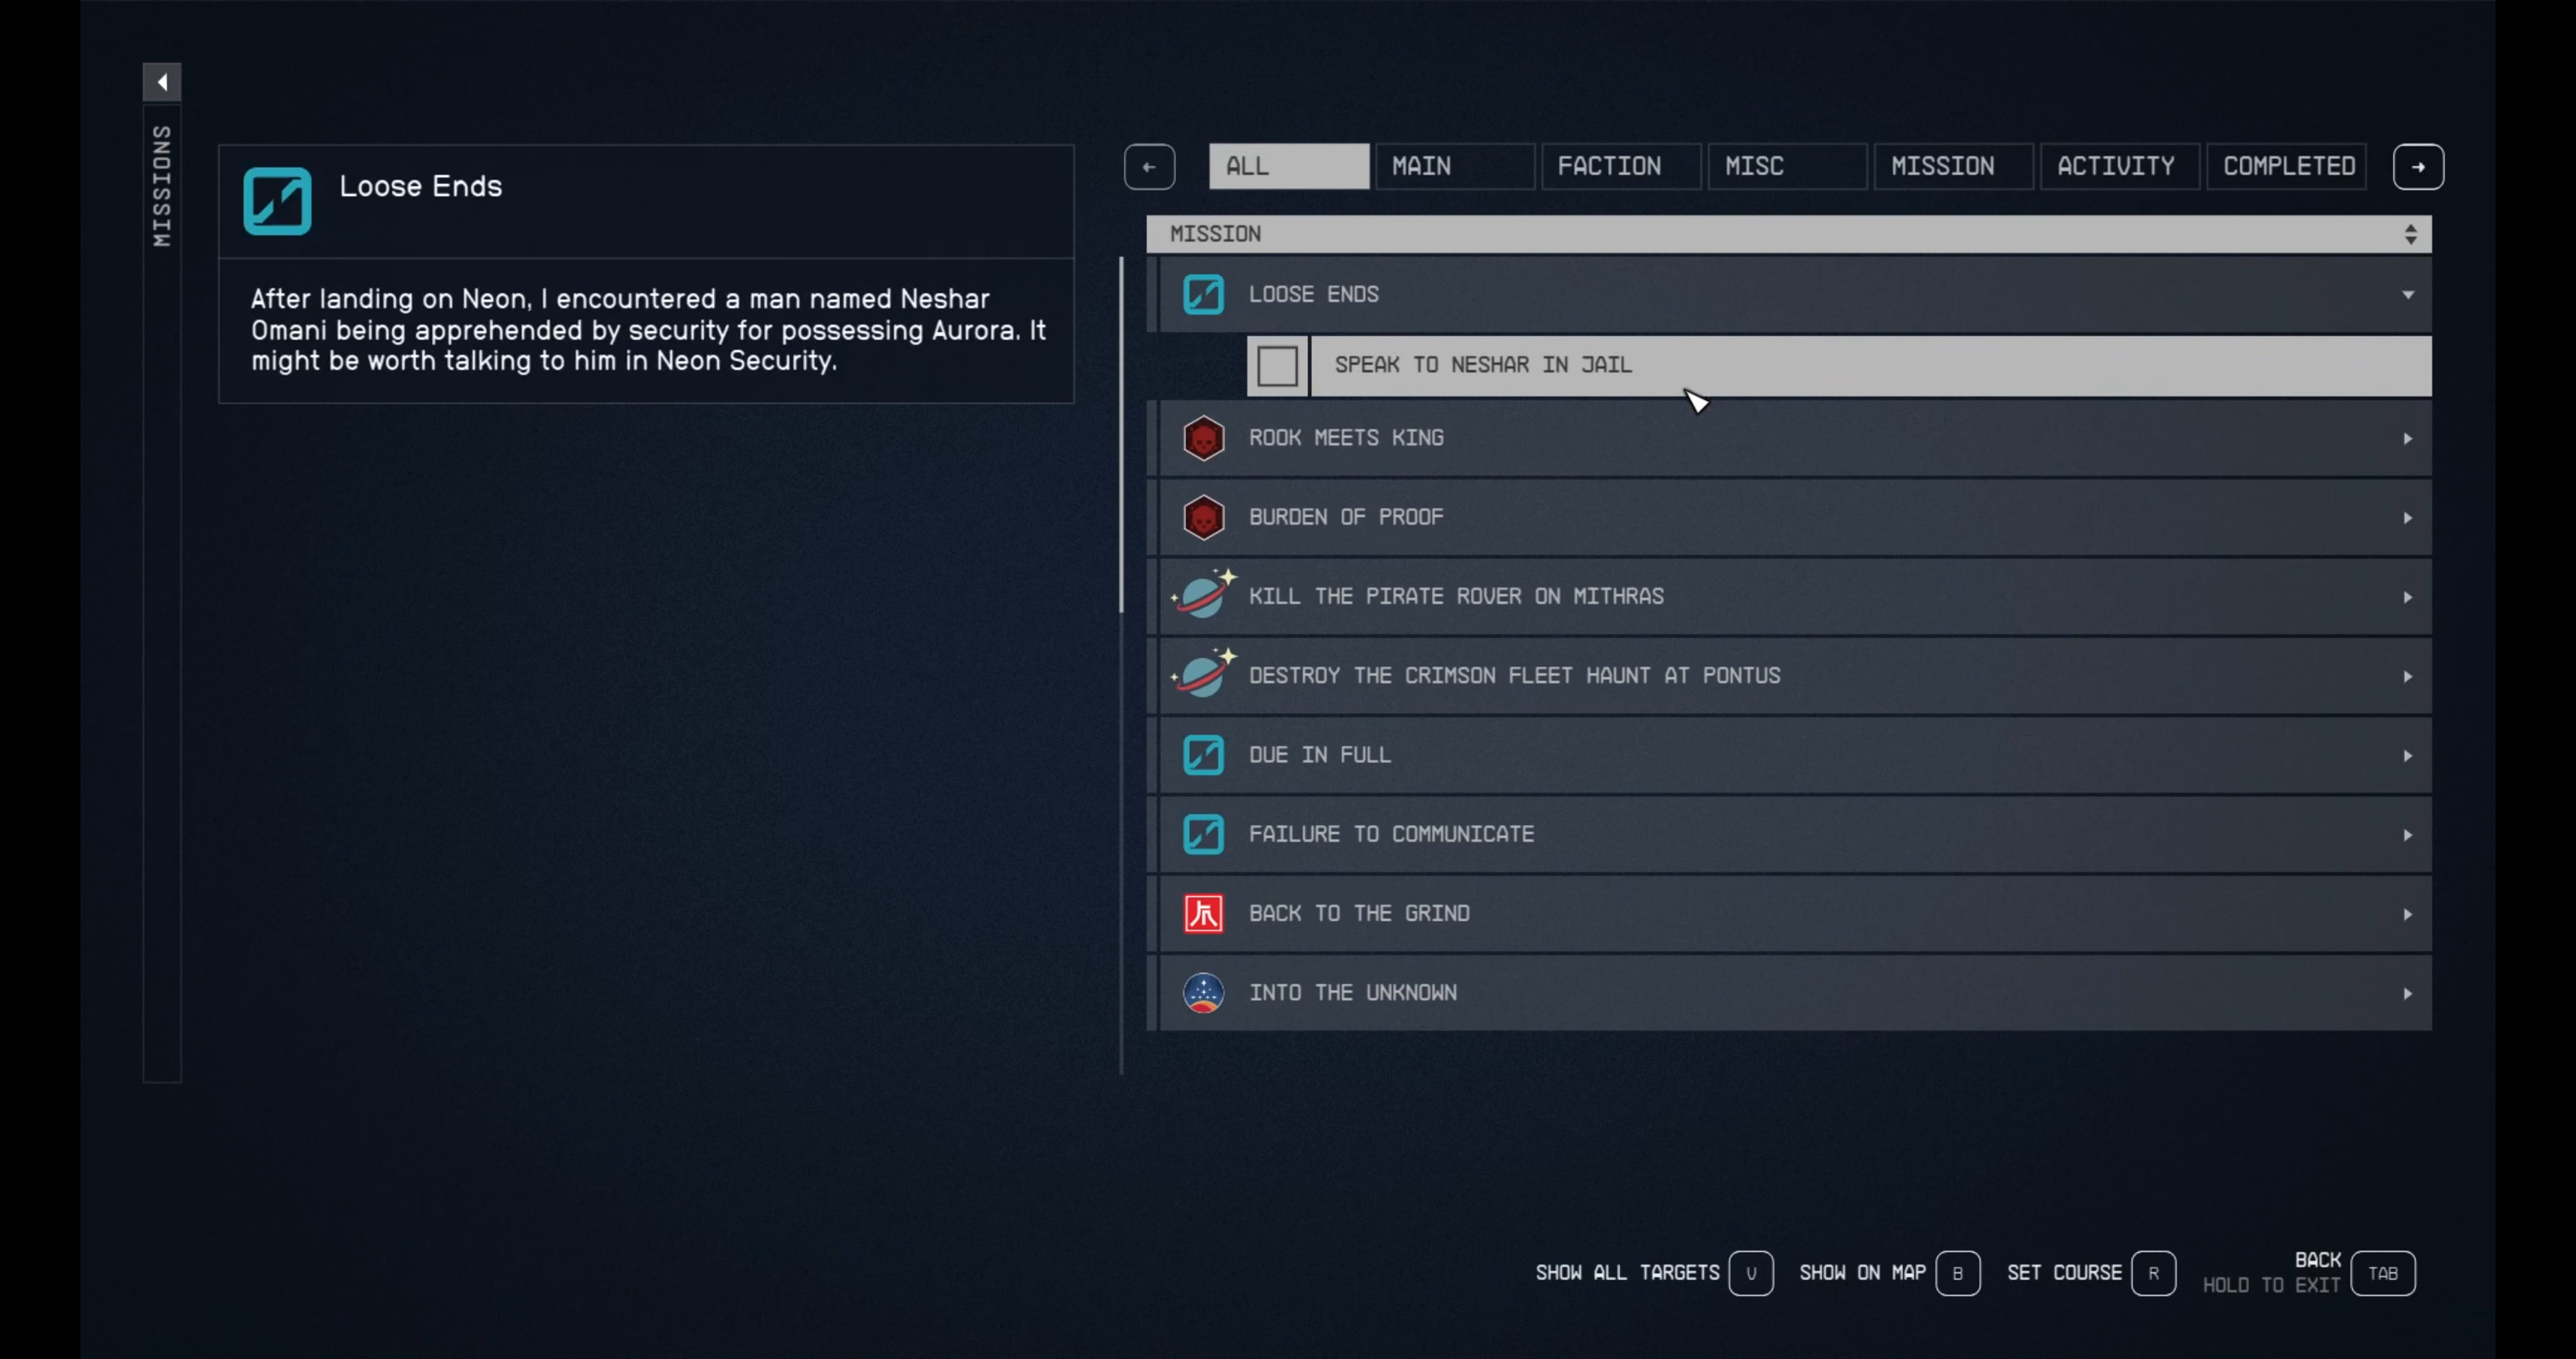 MISSIONS
Loose Ends
After landing on Neon, I encountered a man named Neshar
Omani being apprehended by security for possessing Aurora. It
might be worth talking to him in Neon Security.
ALL
MAIN
FACTION
MISC
MISSION
ACTIVITY
COMPLETED
MISSION
LOOSE ENDS
SPEAK TO NESHAR IN JAIL
ROOK MEETS KING
BURDEN OF PROOF
KILL THE PIRATE ROVER ON MITHRAS
DESTROY THE CRIMSON FLEET HAUNT AT PONTUS
DUE IN FULL
FAILURE TO COMMUNICATE
BACK TO THE GRIND
INTO THE UNKNOWN
SHOW ALL TARGETS V
SHOW ON MAP B
SET COURSE R
BACK
HOLD TO EXIT
TAB